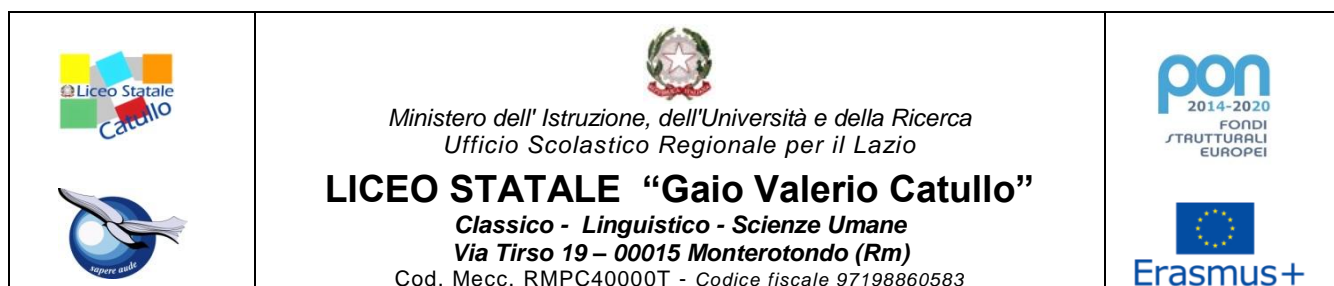 Liceo Statale
Catullo
sapere aude
Ministero dell' Istruzione, dell'Università e della Ricerca
Ufficio Scolastico Regionale per il Lazio
LICEO STATALE “Gaio Valerio Catullo”
Classico - Linguistico - Scienze Umane
Via Tirso 19 – 00015 Monterotondo (Rm)
Cod. Mecc. RMPC40000T - Codice fiscale 97198860583
pon
2014-2020
FONDI
STRUTTURALI
EUROPEI
Erasmus+